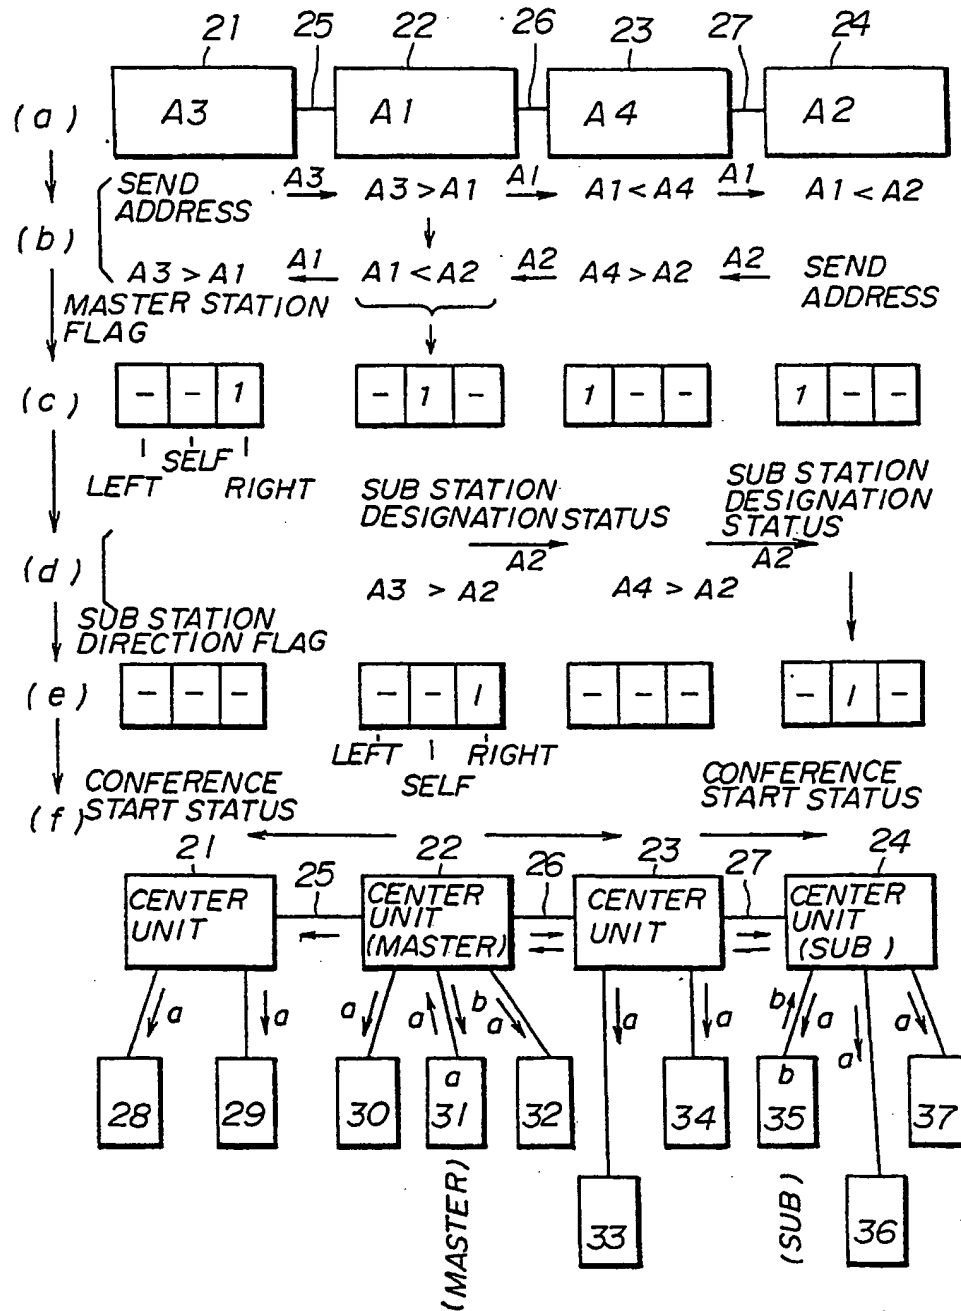 21 25 22 26 23 27 24
(a) A3 A1 A4 A2
SEND
ADDRESS
A3 A3 > A1 A1 A1 < A4 A1 A1 < A2
(b)
A3 > A1 A1 A1 < A2 A2 A4 > A2 A2 SEND
ADDRESS
MASTER STATION
FLAG
(c) - - 1 - 1 - 1 - - 1 - -
LEFT SELF RIGHT
SUB STATION
DESIGNATION STATUS
A2
SUB STATION
DESIGNATION
STATUS
A2
(d) A3 > A2 A4 > A2
SUB STATION
DIRECTION FLAG
(e) - - - - - 1 - - - - 1 -
LEFT SELF RIGHT
CONFERENCE
START STATUS
CONFERENCE
START STATUS
(f)
21 25 22 26 23 27 24
CENTER
UNIT
CENTER
UNIT
(MASTER)
CENTER
UNIT
CENTER
UNIT
(SUB)
a a a a b a a a b a a a
28 29 30 a 31 32 34 b 35 37
33 36
(MASTER)
(SUB)